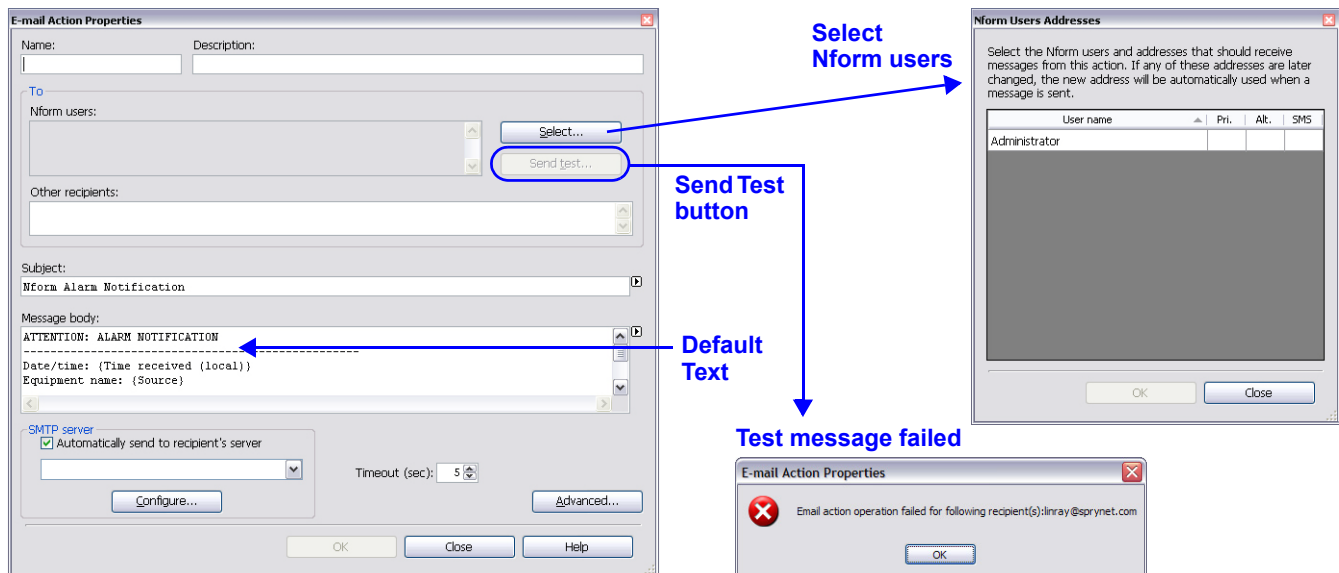 E-mail Action Properties
Name:
Description:
To
Nform users:
Select...
Send test...
Other recipients:
Subject:
Nform Alarm Notification
Message body:
ATTENTION: ALARM NOTIFICATION
--------------------------------------------------
Date/time: {Time received (local)}
Equipment name: {Source}
SMTP server
Automatically send to recipient's server
Timeout (sec): 5
Configure...
Advanced...
OK
Close
Help
Select
Nform users
Send Test
button
Default
Text
Nform Users Addresses
Select the Nform users and addresses that should receive
messages from this action. If any of these addresses are later
changed, the new address will be automatically used when a
message is sent.
User name Pri. Alt. SMS
Administrator
OK
Close
Test message failed
E-mail Action Properties
Email action operation failed for following recipient(s):linray@sprynet.com
OK